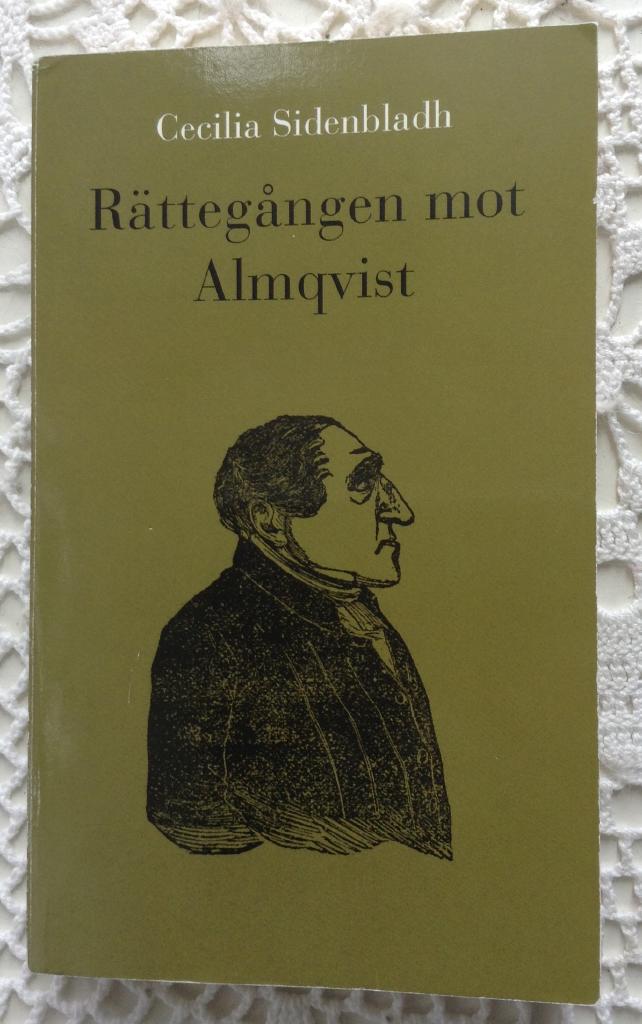 Cecilia Sidenbladh
Rättegången mot
Almqvist